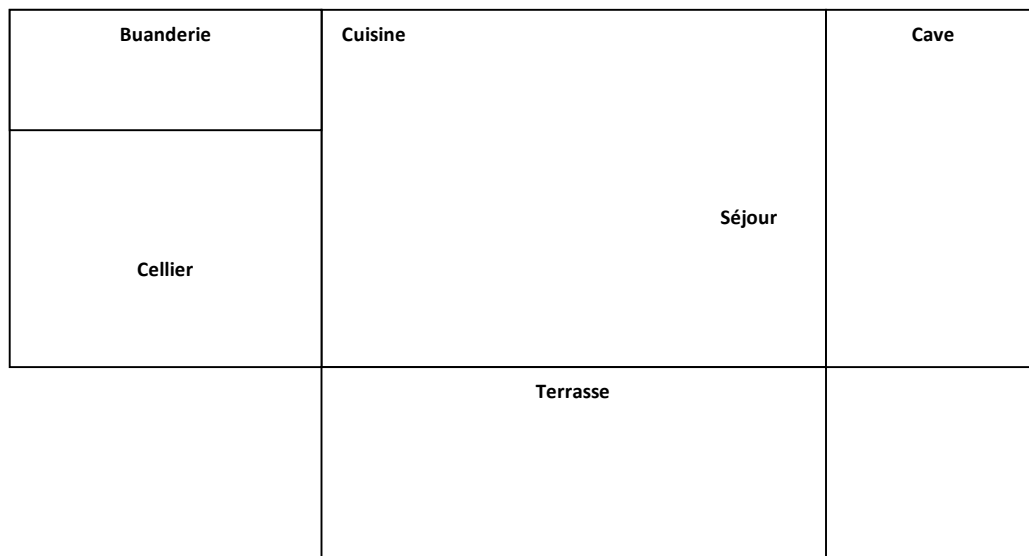 Buanderie
Cuisine
Cave
Séjour
Cellier
Terrasse